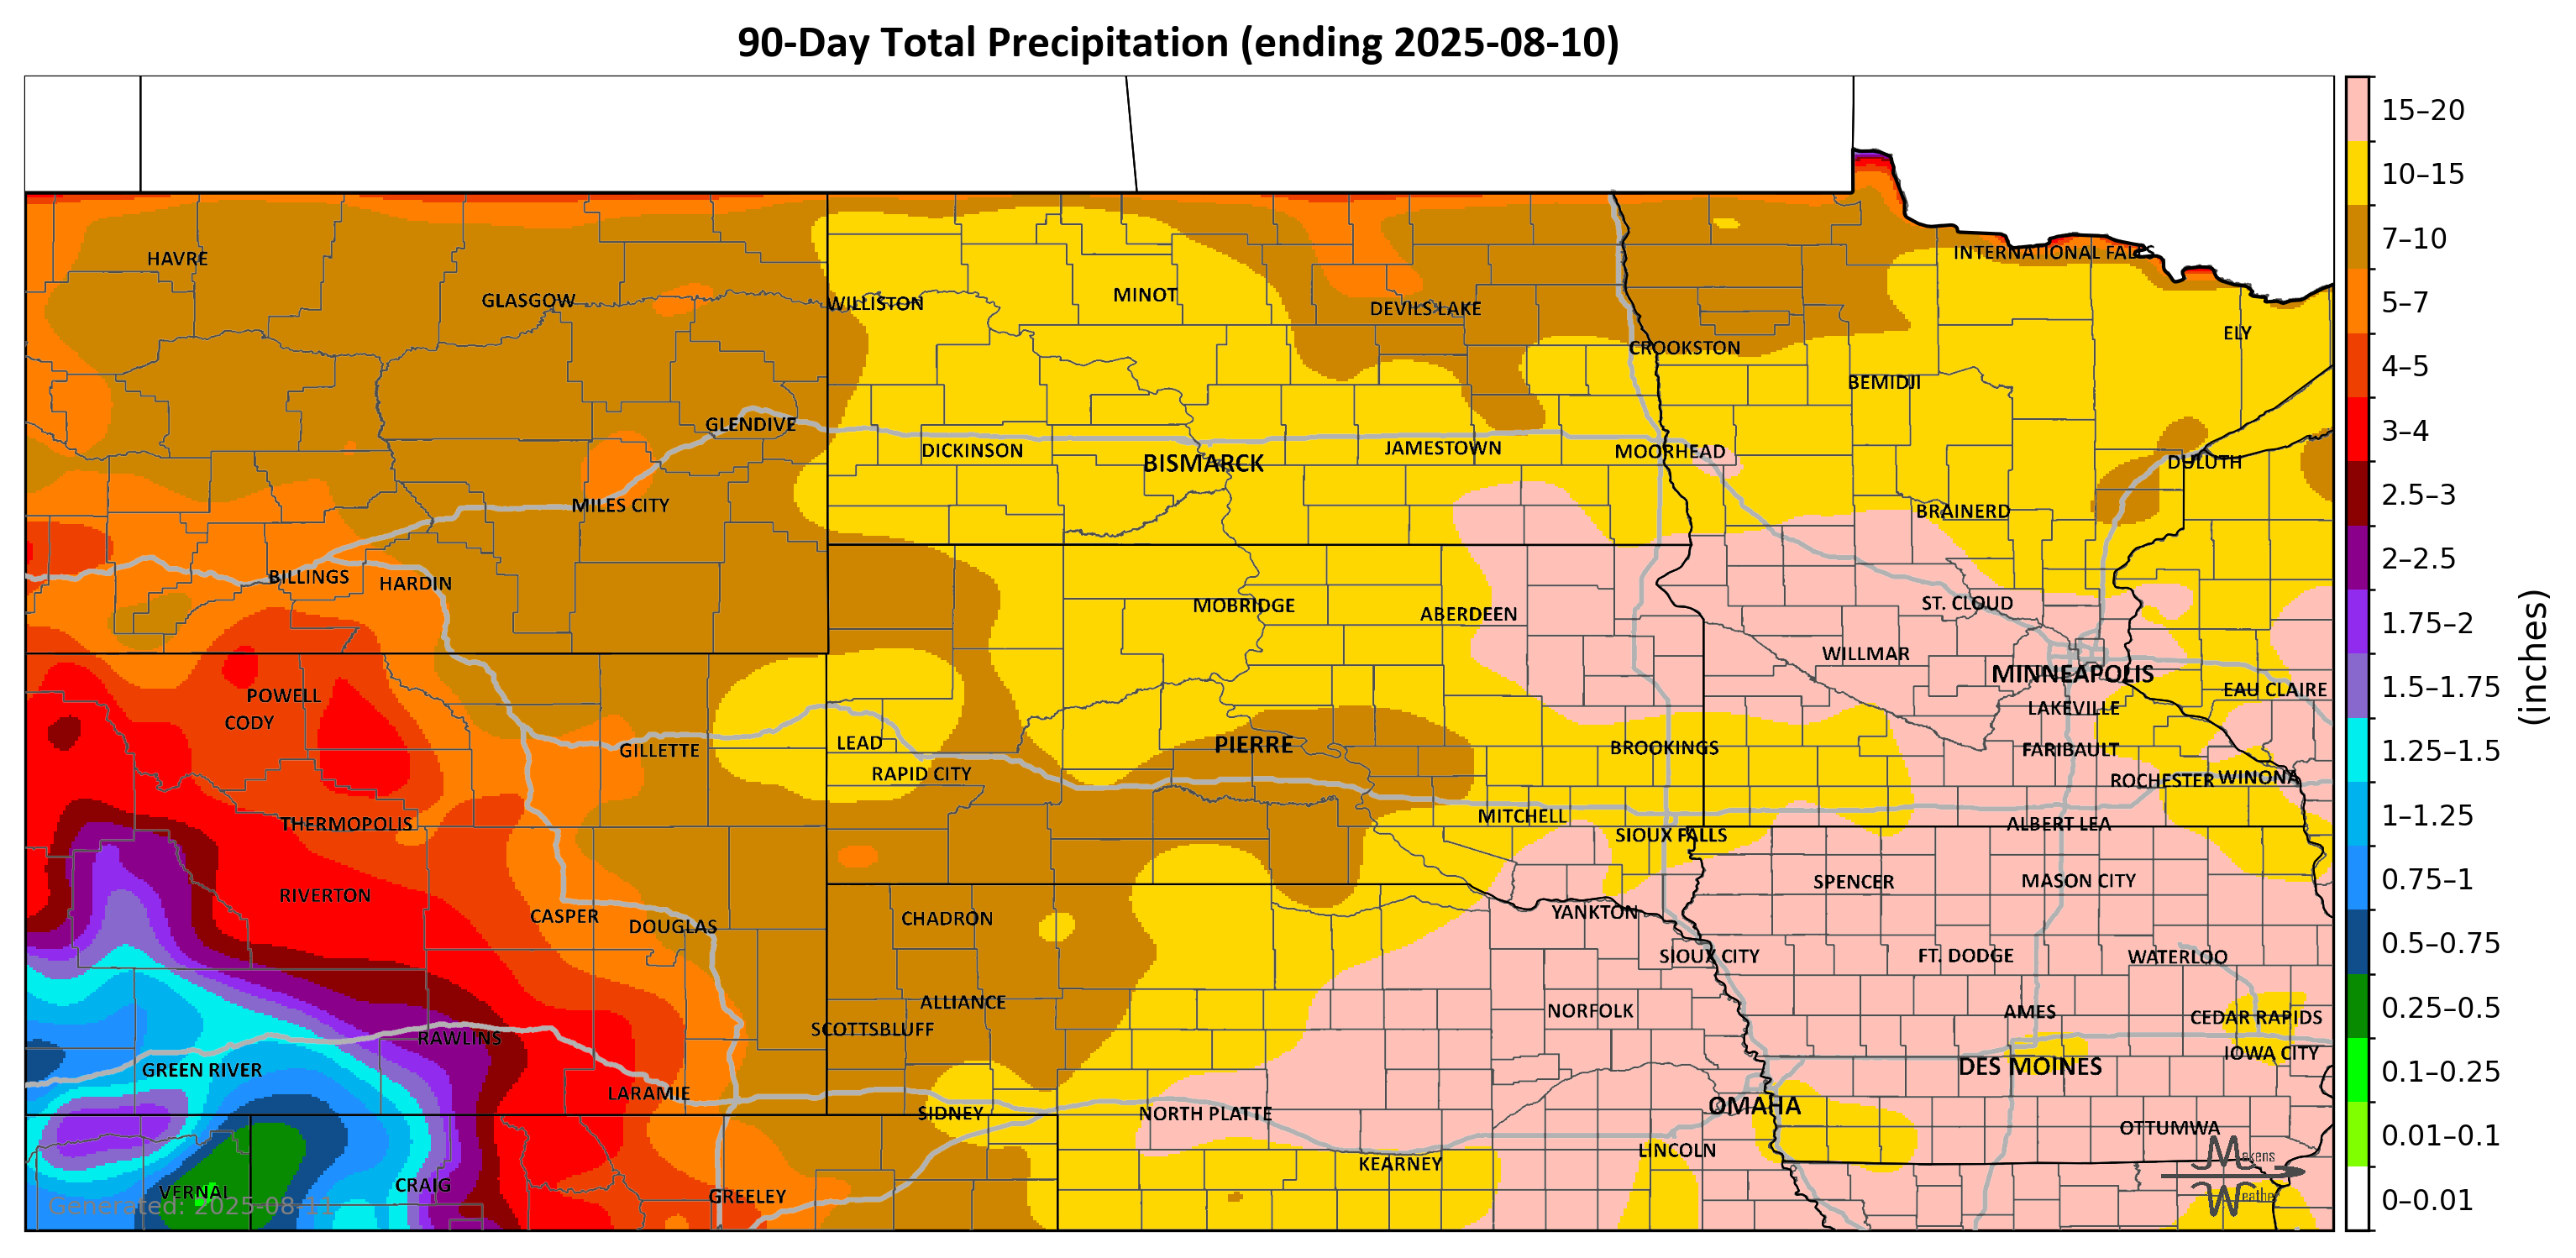 90-Day Total Precipitation (ending 2025-08-10)
15–20
10–15
7–10
5–7
4–5
3–4
2.5–3
2–2.5
1.75–2
1.5–1.75
1.25–1.5
1–1.25
0.75–1
0.5–0.75
0.25–0.5
0.1–0.25
0.01–0.1
0–0.01
(inches)
HAVRE
INTERNATIONAL FALLS
GLASGOW
WILLISTON
MINOT
DEVILS LAKE
ELY
CROOKSTON
BEMIDJI
GLENDIVE
DICKINSON
BISMARCK
JAMESTOWN
MOORHEAD
DULUTH
MILES CITY
BRAINERD
BILLINGS
HARDIN
MOBRIDGE
ABERDEEN
ST. CLOUD
WILLMAR
MINNEAPOLIS
POWELL
EAU CLAIRE
CODY
LAKEVILLE
GILLETTE
LEAD
PIERRE
BROOKINGS
FARIBAULT
RAPID CITY
ROCHESTER
WINONA
THERMOPOLIS
MITCHELL
SIOUX FALLS
ALBERT LEA
RIVERTON
SPENCER
MASON CITY
CASPER
DOUGLAS
CHADRON
YANKTON
SIOUX CITY
FT. DODGE
WATERLOO
ALLIANCE
NORFOLK
AMES
CEDAR RAPIDS
RAWLINS
SCOTTSBLUFF
IOWA CITY
GREEN RIVER
DES MOINES
LARAMIE
SIDNEY
NORTH PLATTE
OMAHA
OTTUMWA
LINCOLN
KEARNEY
VERNAL
CRAIG
GREELEY
Makens
Weather
Generated: 2025-08-11